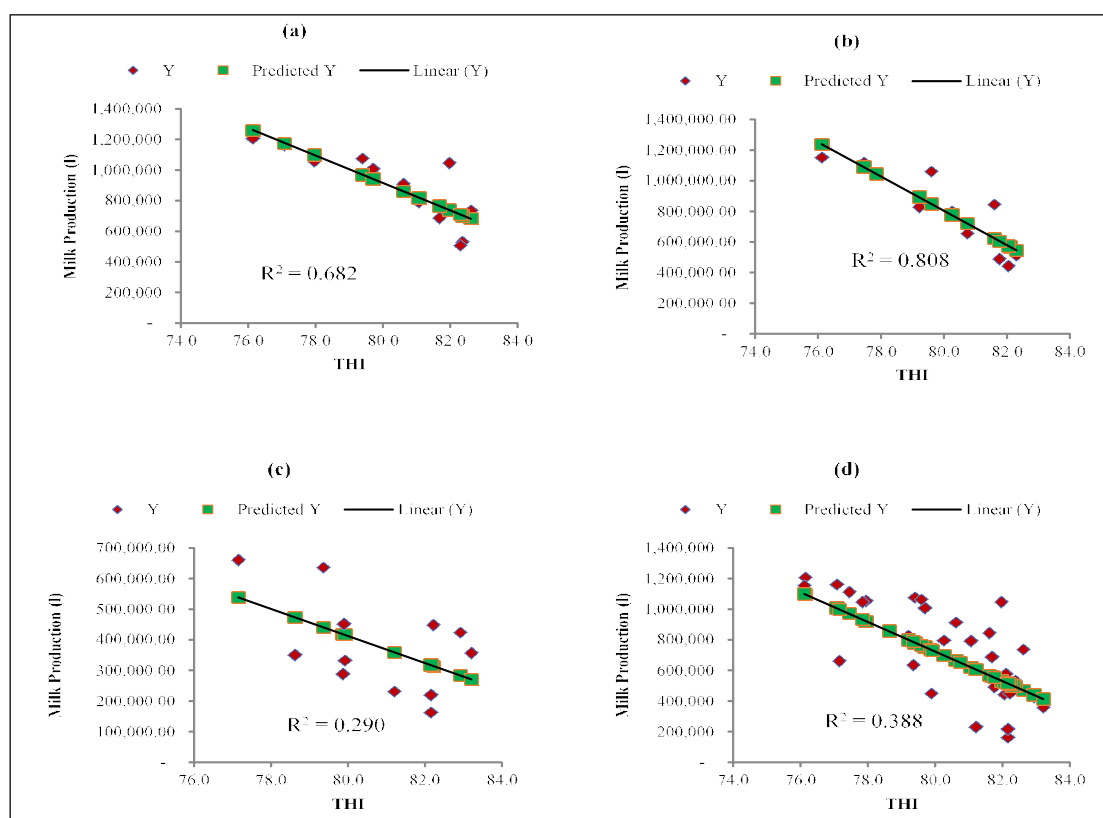 (a)
Y Predicted Y Linear (Y)
1,400,000
1,200,000
1,000,000
800,000
600,000
400,000
200,000
-
Milk Production (l)
R² = 0.682
74.0 76.0 78.0 80.0 82.0 84.0
THI
(b)
Y Predicted Y Linear (Y)
1,400,000.00
1,200,000.00
1,000,000.00
800,000.00
600,000.00
400,000.00
200,000.00
-
Milk Production (l)
R² = 0.808
74.0 76.0 78.0 80.0 82.0 84.0
THI
(c)
Y Predicted Y Linear (Y)
700,000.00
600,000.00
500,000.00
400,000.00
300,000.00
200,000.00
100,000.00
-
Milk Production (l)
R² = 0.290
76.0 78.0 80.0 82.0 84.0
THI
(d)
Y Predicted Y Linear (Y)
1,400,000
1,200,000
1,000,000
800,000
600,000
400,000
200,000
-
Milk Production (l)
R² = 0.388
74.0 76.0 78.0 80.0 82.0 84.0
THI